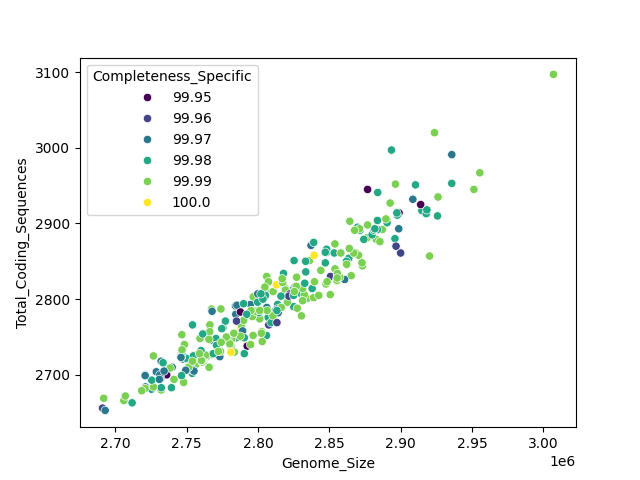 Completeness_Specific
99.95
99.96
99.97
99.98
99.99
100.0
3100
3000
2900
2800
2700
Total_Coding_Sequences
2.70 2.75 2.80 2.85 2.90 2.95 3.00
1e6
Genome_Size